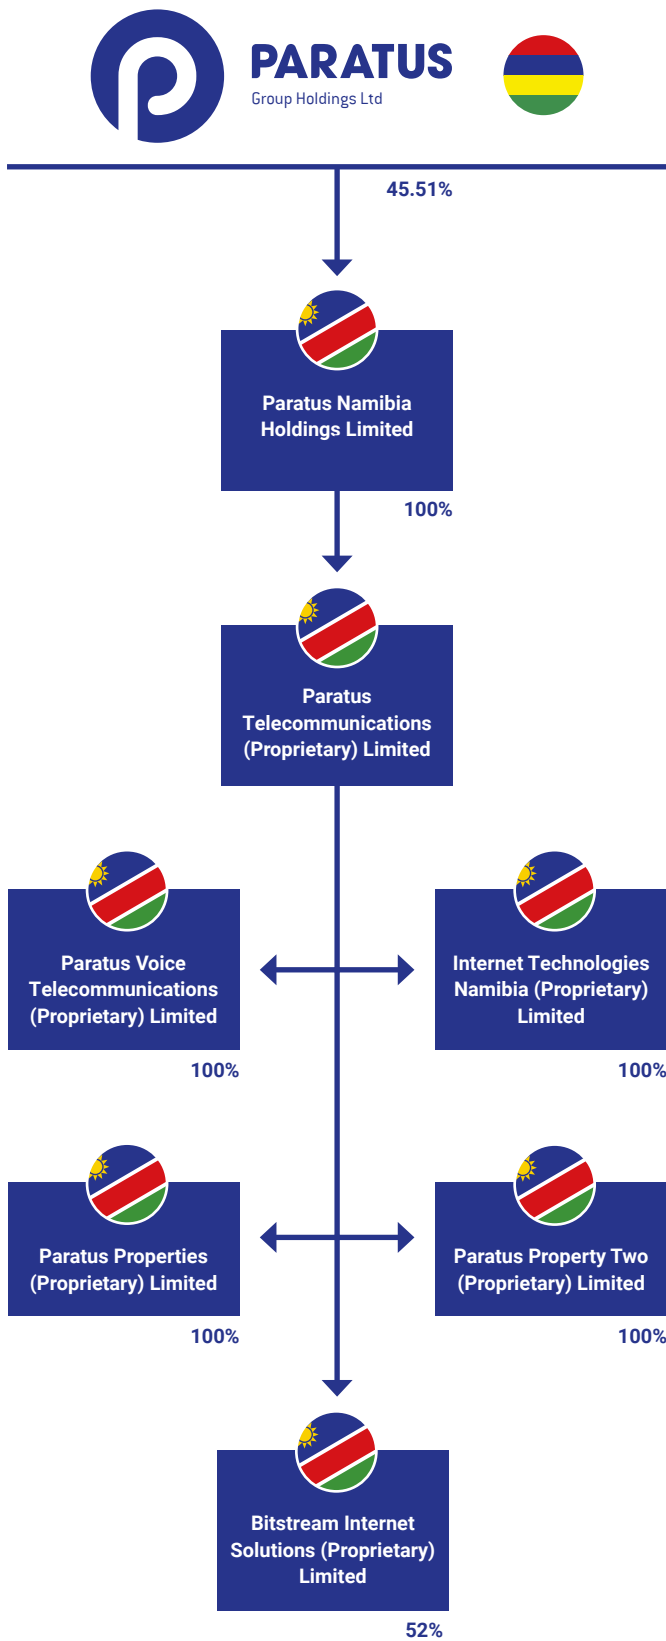 PARATUS
Group Holdings Ltd
45.51%
Paratus Namibia
Holdings Limited
100%
Paratus
Telecommunications
(Proprietary) Limited
Paratus Voice
Telecommunications
(Proprietary) Limited
100%
Internet Technologies
Namibia (Proprietary)
Limited
100%
Paratus Properties
(Proprietary) Limited
100%
Paratus Property Two
(Proprietary) Limited
100%
Bitstream Internet
Solutions (Proprietary)
Limited
52%